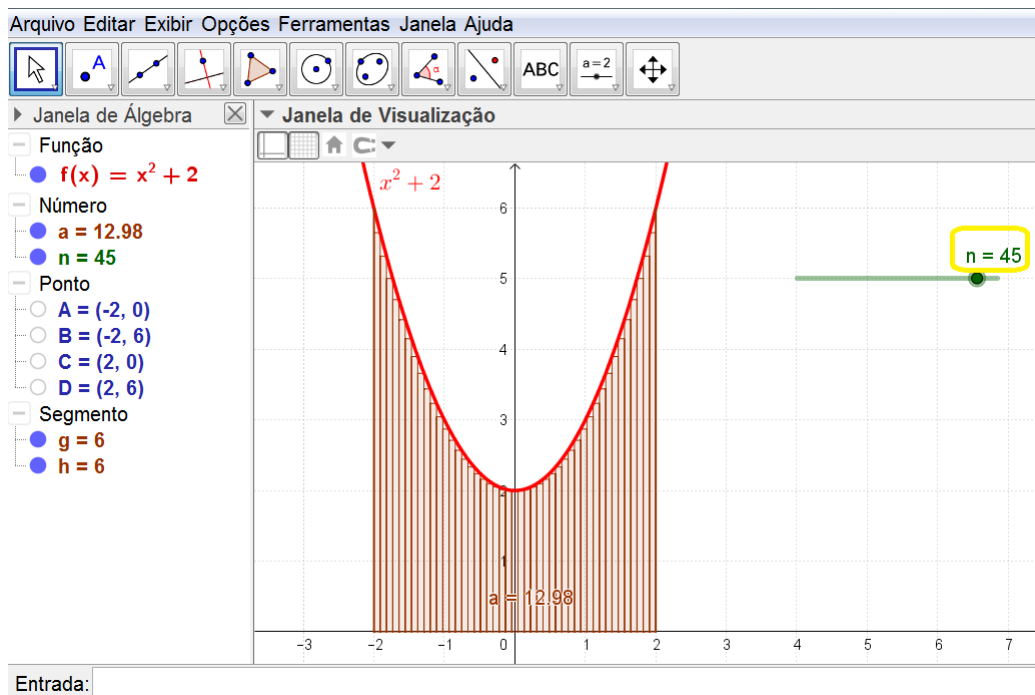 Arquivo Editar Exibir Opções Ferramentas Janela Ajuda
A
α
ABC
a=2
Janela de Álgebra
Janela de Visualização
Função
f(x) = x² + 2
Número
a = 12.98
n = 45
Ponto
A = (-2, 0)
B = (-2, 6)
C = (2, 0)
D = (2, 6)
Segmento
g = 6
h = 6
x² + 2
n = 45
6
5
4
3
2
1
a = 12.98
−3 −2 −1 0 1 2 3 4 5 6 7
Entrada: